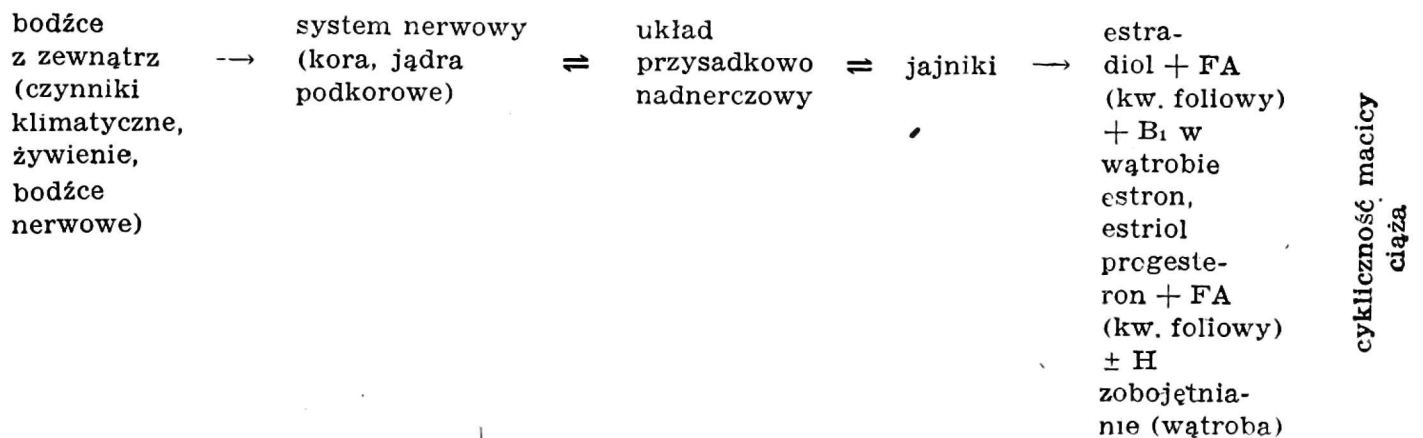 bodźce
z zewnątrz
(czynniki
klimatyczne,
żywienie,
bodźce
nerwowe)
→
system nerwowy
(kora, jądra
podkorowe)
⇌
układ
przysadkowo
nadnerczowy
⇌
jajniki
→
estra-
diol + FA
(kw. foliowy)
+ B₁ w
wątrobie
estron,
estriol
progeste-
ron + FA
(kw. foliowy)
± H
zobojętnia-
nie (wątroba)
cykliczność macicy
ciąża